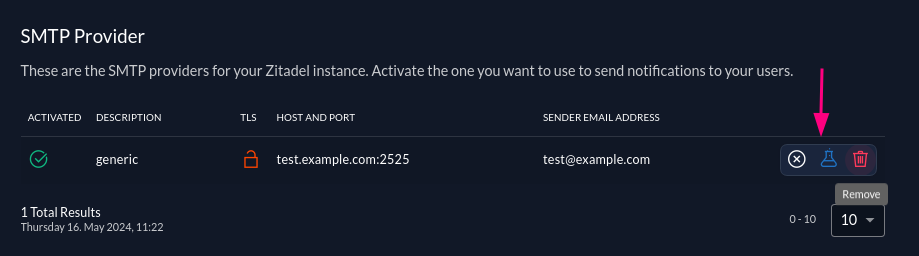 SMTP Provider
These are the SMTP providers for your Zitadel instance. Activate the one you want to use to send notifications to your users.
ACTIVATED DESCRIPTION TLS HOST AND PORT SENDER EMAIL ADDRESS
generic test.example.com:2525 test@example.com
Remove
1 Total Results
Thursday 16. May 2024, 11:22
0 - 10 10